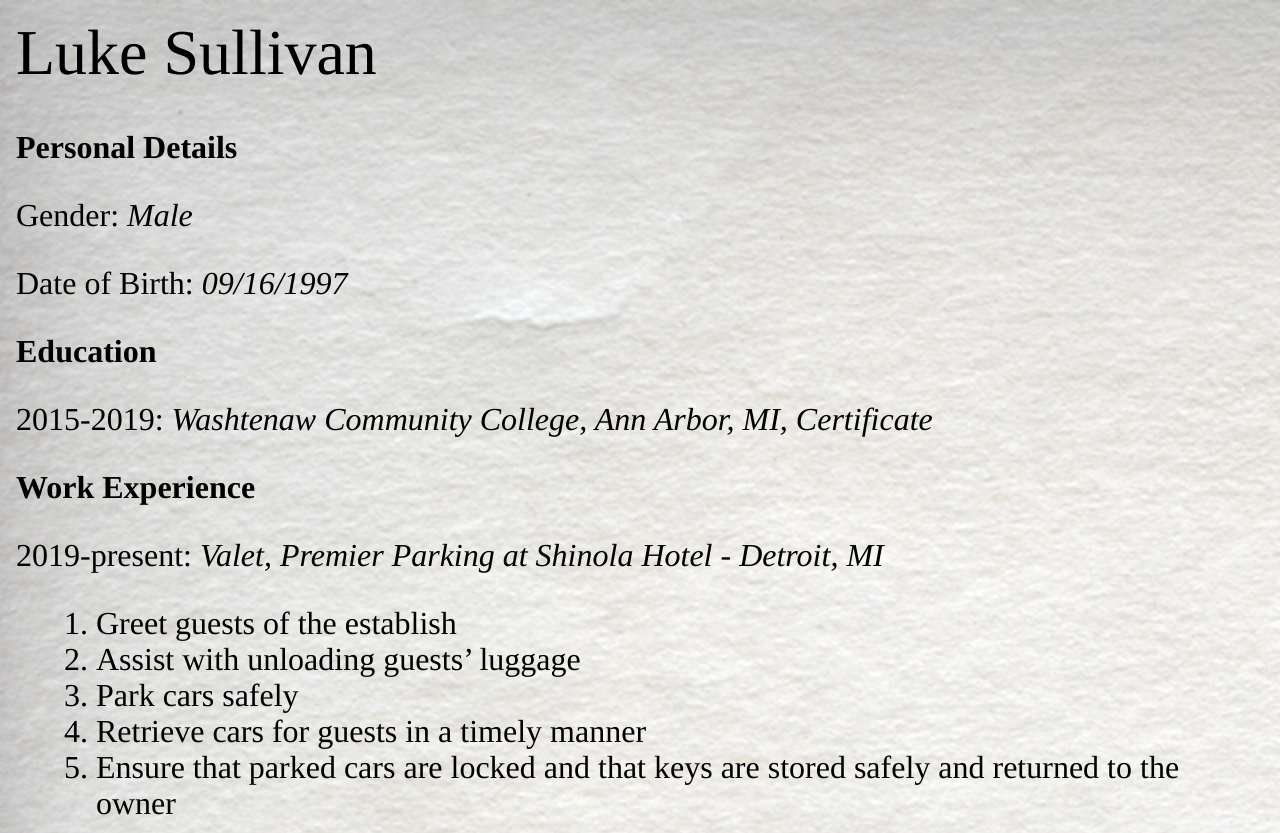 Luke Sullivan
Personal Details
Gender: Male
Date of Birth: 09/16/1997
Education
2015-2019: Washtenaw Community College, Ann Arbor, MI, Certificate
Work Experience
2019-present: Valet, Premier Parking at Shinola Hotel - Detroit, MI
1. Greet guests of the establish
2. Assist with unloading guests’ luggage
3. Park cars safely
4. Retrieve cars for guests in a timely manner
5. Ensure that parked cars are locked and that keys are stored safely and returned to the
owner